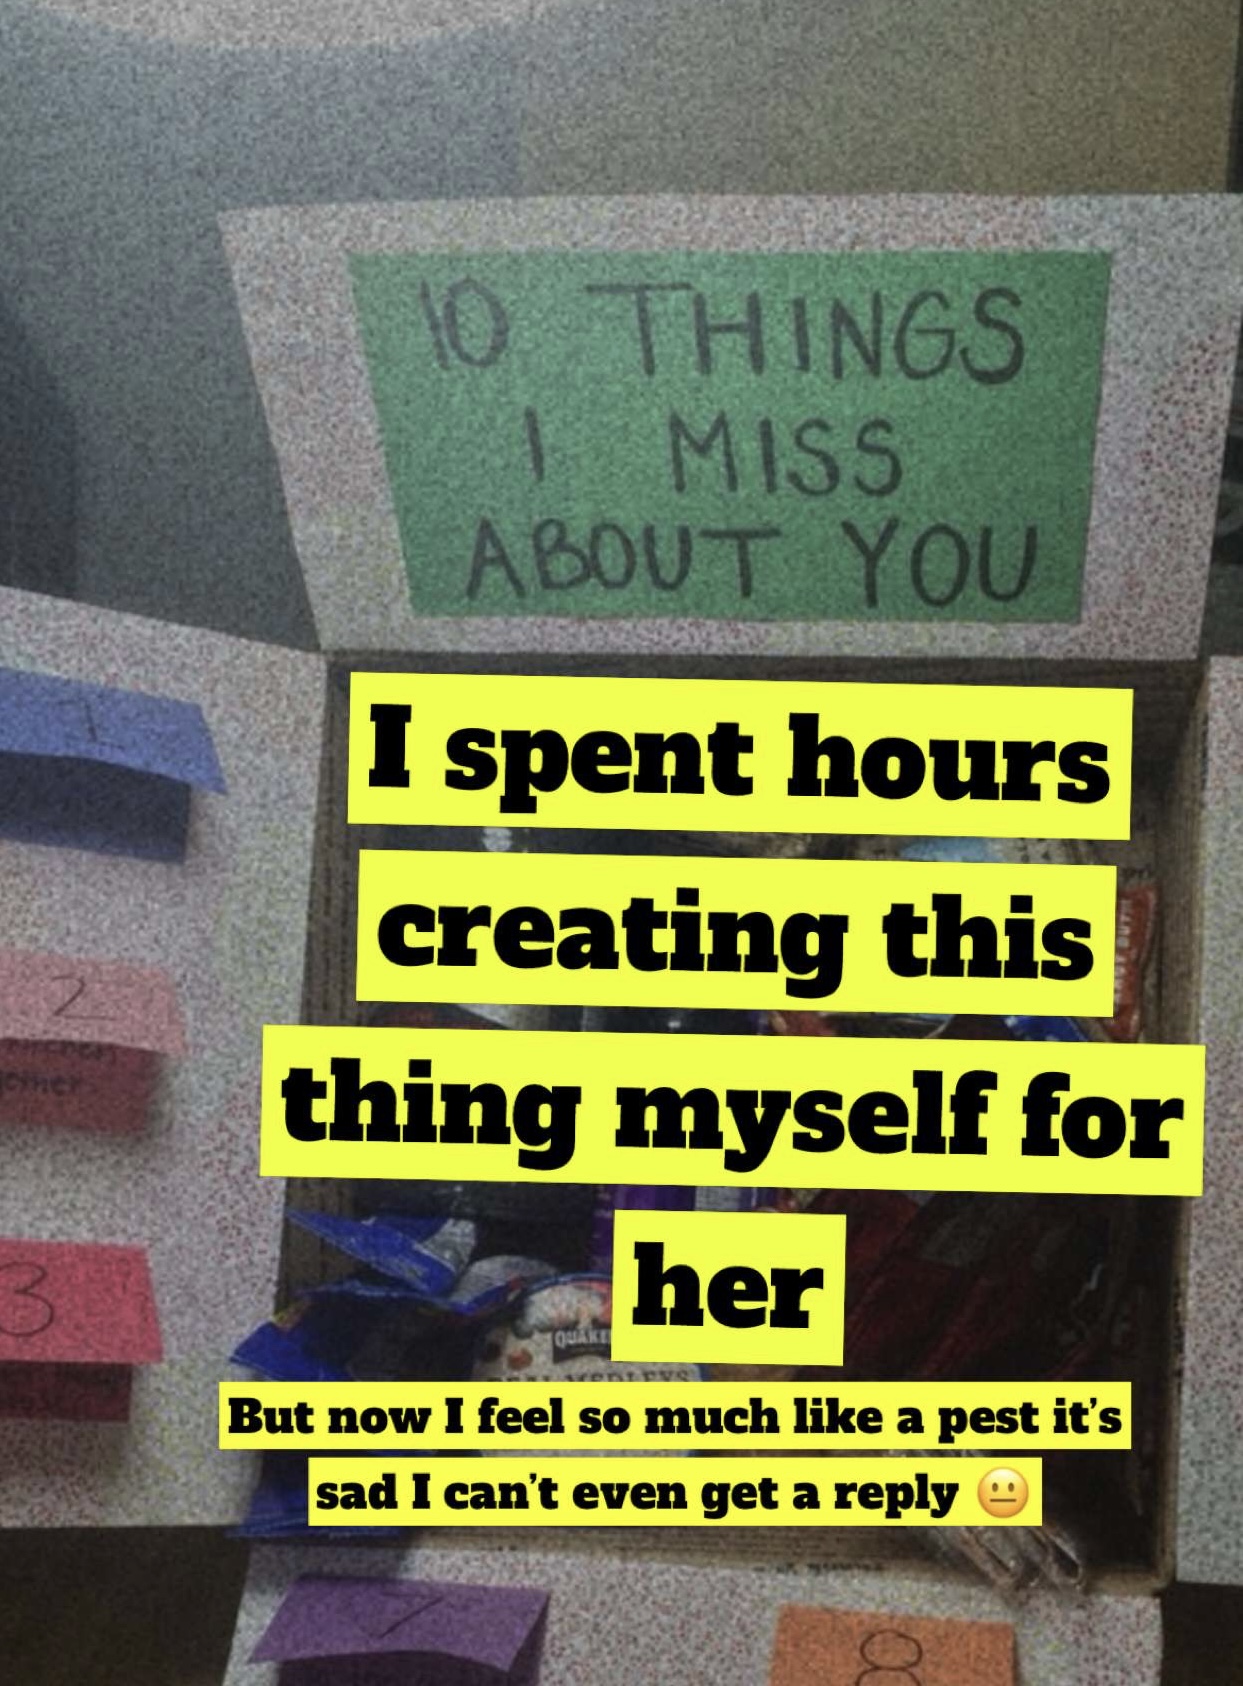 10 THINGS
I MISS
ABOUT YOU
1
I spent hours
creating this
2
thing myself for
her
3
QUAKER
But now I feel so much like a pest it's
sad I can't even get a reply 😐
7
8